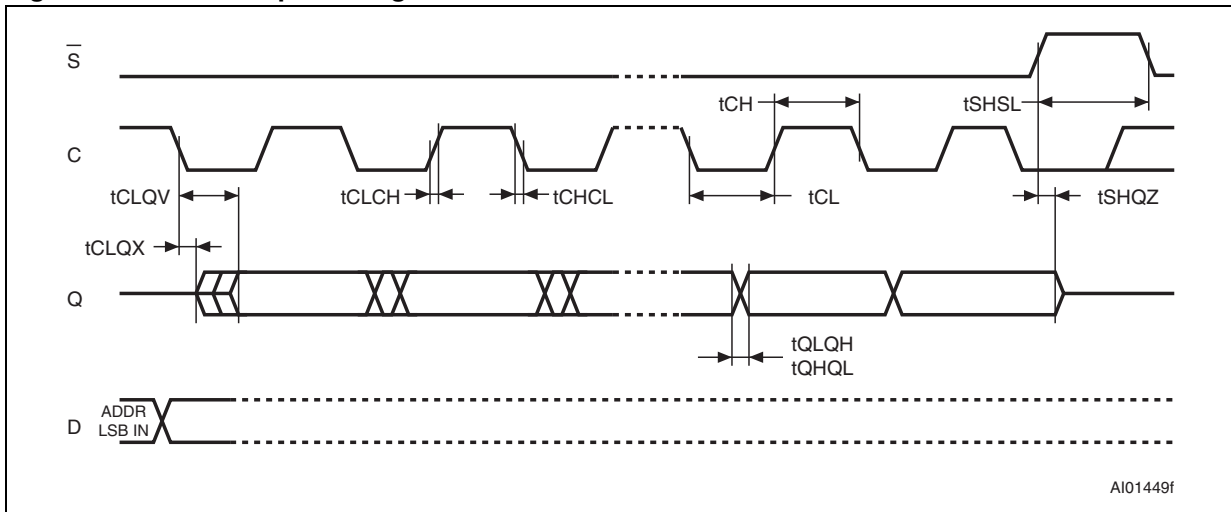 S
tCH
tSHSL
C
tCLQV
tCLCH
tCHCL
tCL
tSHQZ
tCLQX
Q
tQLQH
tQHQL
ADDR
D LSB IN
AI01449f